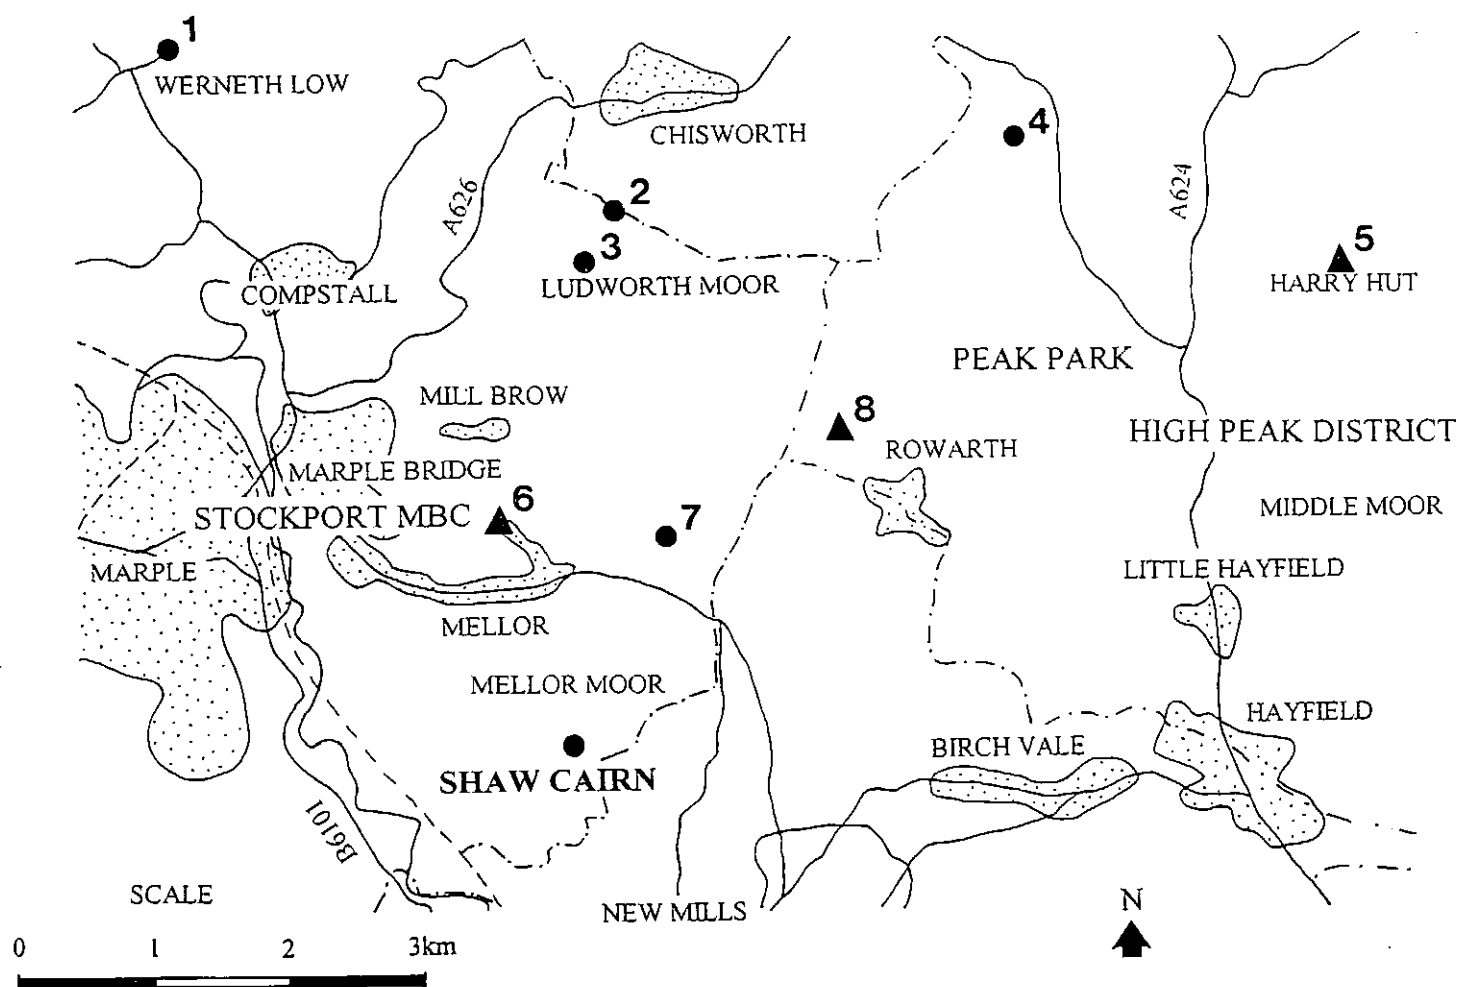 1
WERNETH LOW
CHISWORTH
4
A626
A624
2
3
LUDWORTH MOOR
5
HARRY HUT
COMPSTALL
PEAK PARK
MILL BROW
8
ROWARTH
HIGH PEAK DISTRICT
MARPLE BRIDGE
STOCKPORT MBC
6
7
MIDDLE MOOR
MARPLE
LITTLE HAYFIELD
MELLOR
MELLOR MOOR
HAYFIELD
BIRCH VALE
SHAW CAIRN
B6101
SCALE
NEW MILLS
N
0 1 2 3km